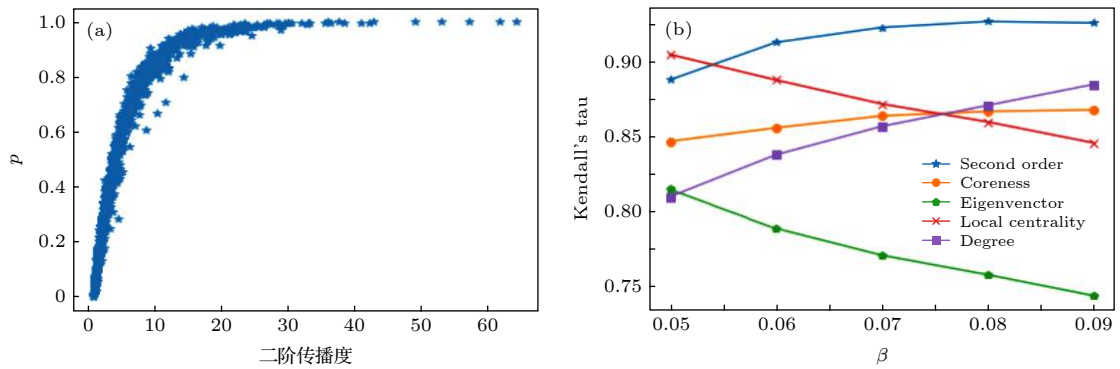 (a)
p
1.0
0.8
0.6
0.4
0.2
0
0 10 20 30 40 50 60
二阶传播度
(b)
Kendall's tau
0.90
0.85
0.80
0.75
Second order
Coreness
Eigenvenctor
Local centrality
Degree
0.05 0.06 0.07 0.08 0.09
β